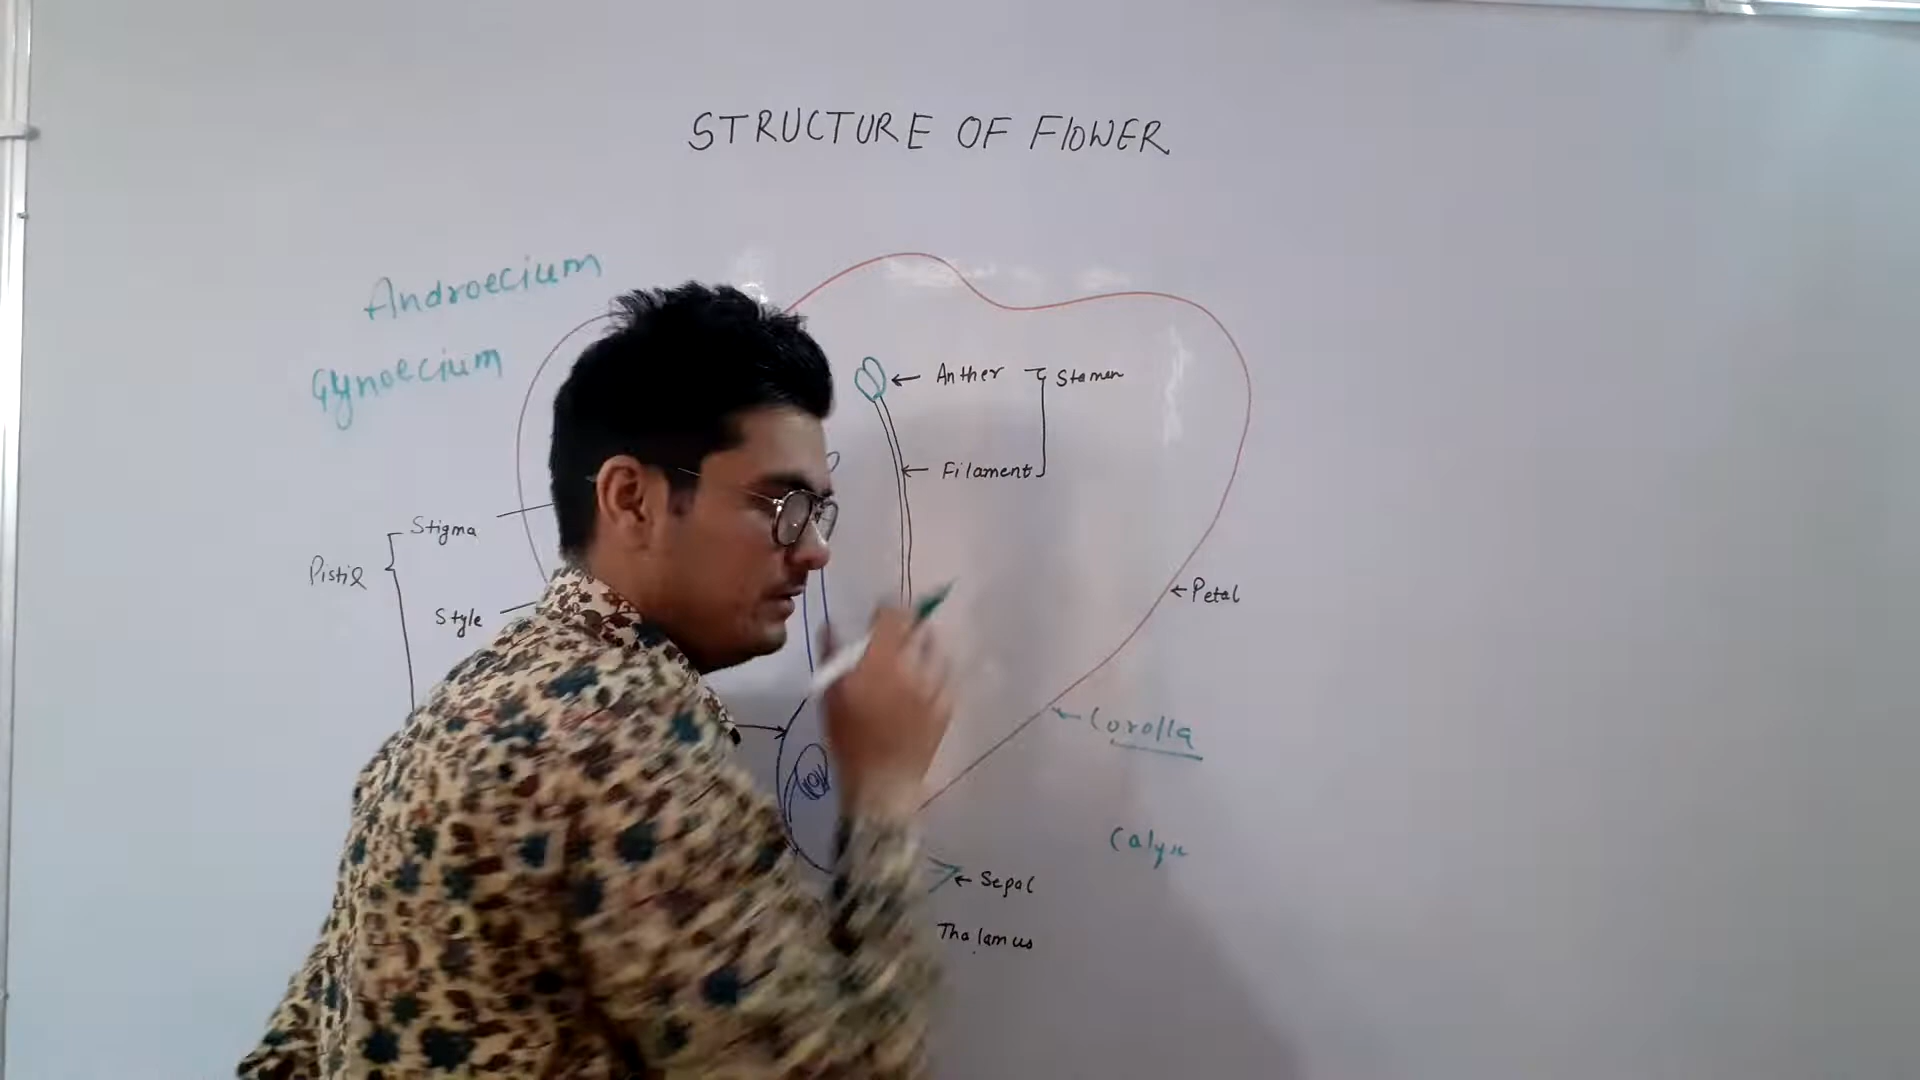 STRUCTURE OF FlOWER
Androecium
Gynoecium
Anther
Stamen
Filament
Stigma
Pistil
Style
Petal
Corolla
Calyx
Sepal
Thalamus